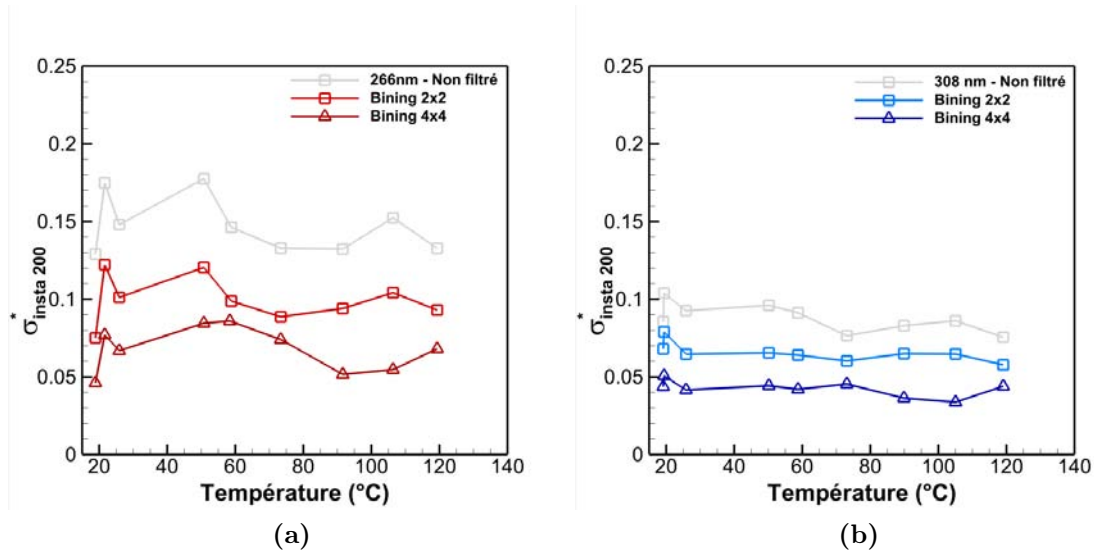 0.25
0.2
0.15
0.1
0.05
0
σ*insta 200
266nm - Non filtré
Bining 2x2
Bining 4x4
20 40 60 80 100 120 140
Température (°C)
(a)
0.25
0.2
0.15
0.1
0.05
0
σ*insta 200
308 nm - Non filtré
Bining 2x2
Bining 4x4
20 40 60 80 100 120 140
Température (°C)
(b)